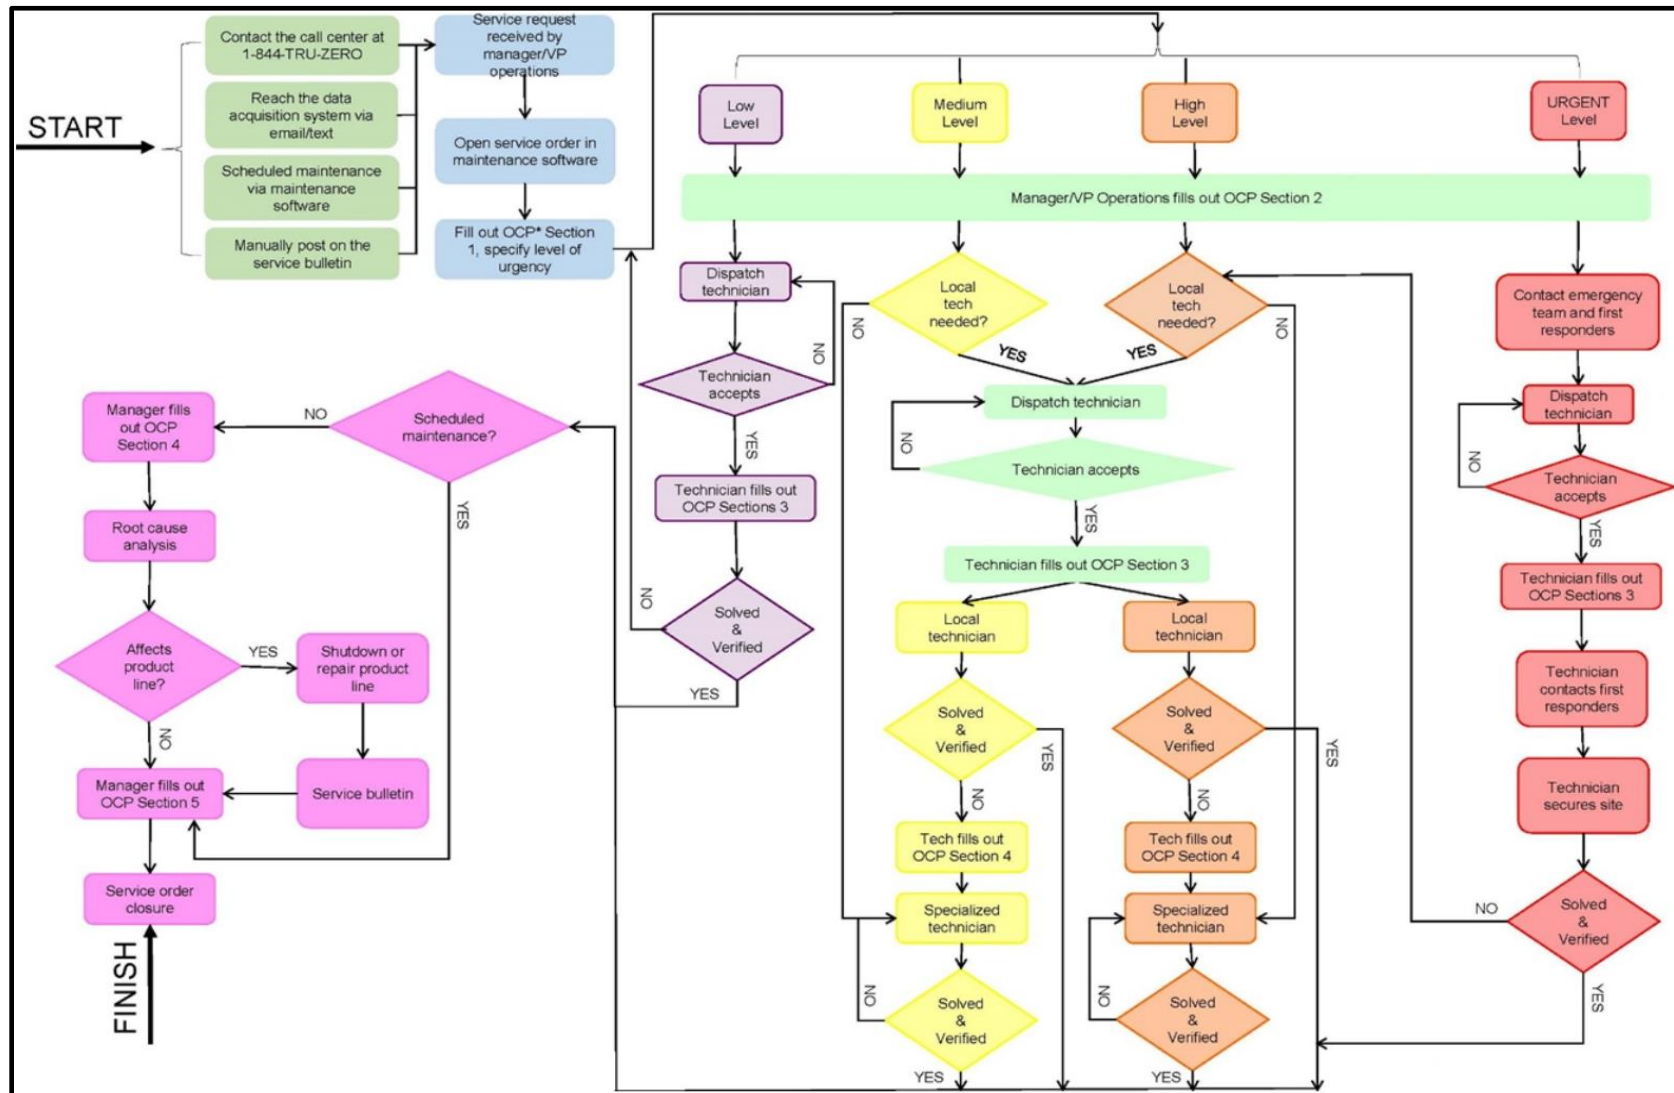 START
Contact the call center at
1-844-TRU-ZERO
Reach the data
acquisition system via
email/text
Scheduled maintenance
via maintenance
software
Manually post on the
service bulletin
Service request
received by
manager/VP
operations
Open service order in
maintenance software
Fill out OCP* Section
1, specify level of
urgency
Low
Level
Medium
Level
High
Level
URGENT
Level
Manager/VP Operations fills out OCP Section 2
Dispatch
technician
NO
Technician
accepts
YES
Technician fills out
OCP Sections 3
NO
Solved
&
Verified
YES
Local
tech
needed?
NO
YES
Local
tech
needed?
NO
YES
Dispatch technician
NO
Technician accepts
YES
Technician fills out OCP Section 3
Local
technician
Solved
&
Verified
YES
NO
Tech fills out
OCP Section 4
Specialized
technician
NO
Solved
&
Verified
YES
Local
technician
Solved
&
Verified
YES
NO
Tech fills out
OCP Section 4
Specialized
technician
NO
Solved
&
Verified
YES
Contact emergency
team and first
responders
Dispatch
technician
NO
Technician
accepts
YES
Technician fills out
OCP Sections 3
Technician
contacts first
responders
Technician
secures site
NO
Solved
&
Verified
YES
Scheduled
maintenance?
NO
YES
Manager fills
out OCP
Section 4
Root cause
analysis
Affects
product
line?
YES
NO
Shutdown or
repair product
line
Service bulletin
Manager fills out
OCP Section 5
Service order
closure
FINISH